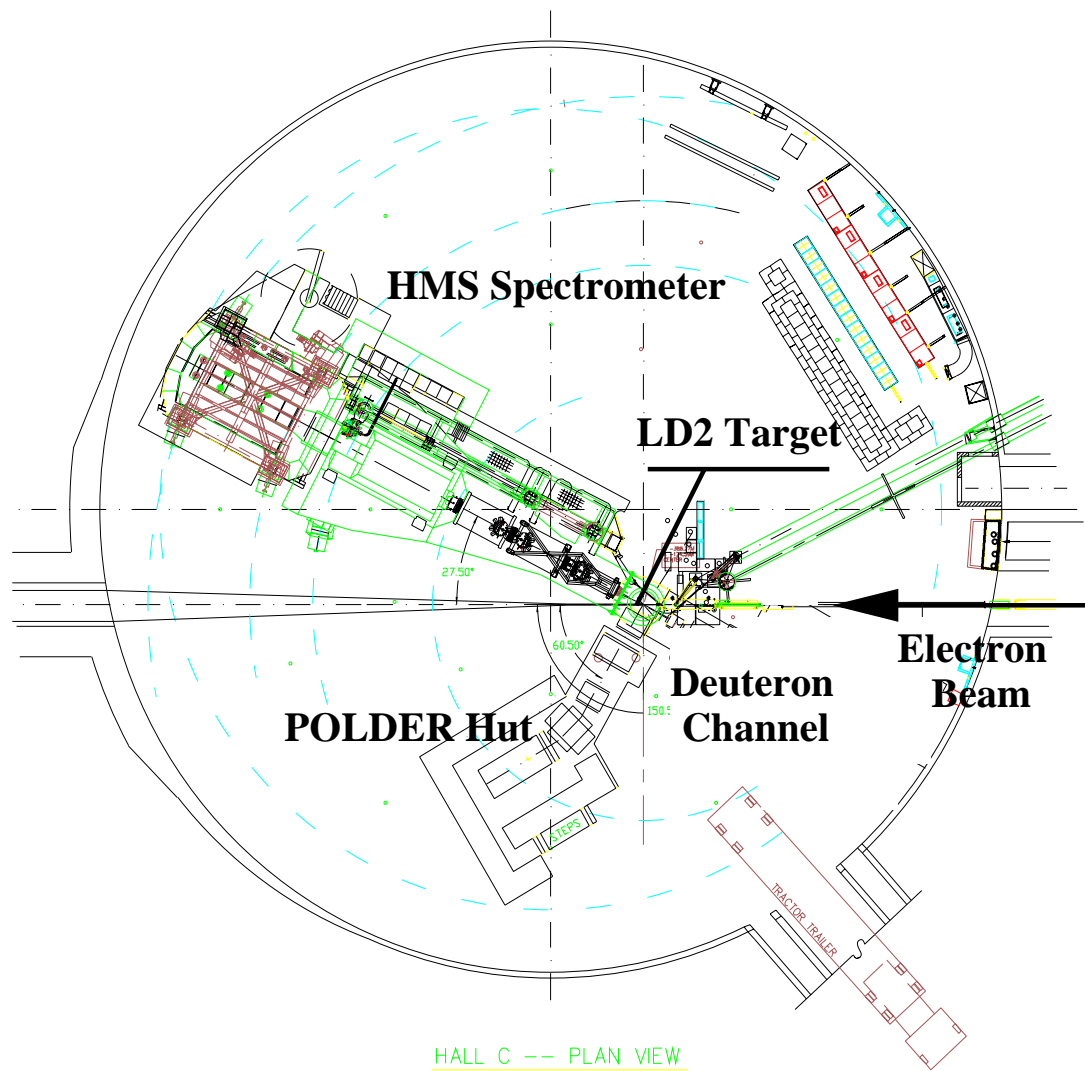 HMS Spectrometer
LD2 Target
27.50°
60.50°
Electron
Beam
Deuteron
Channel
150.5
POLDER Hut
STEPS
TRACTOR TRAILER
HALL C -- PLAN VIEW